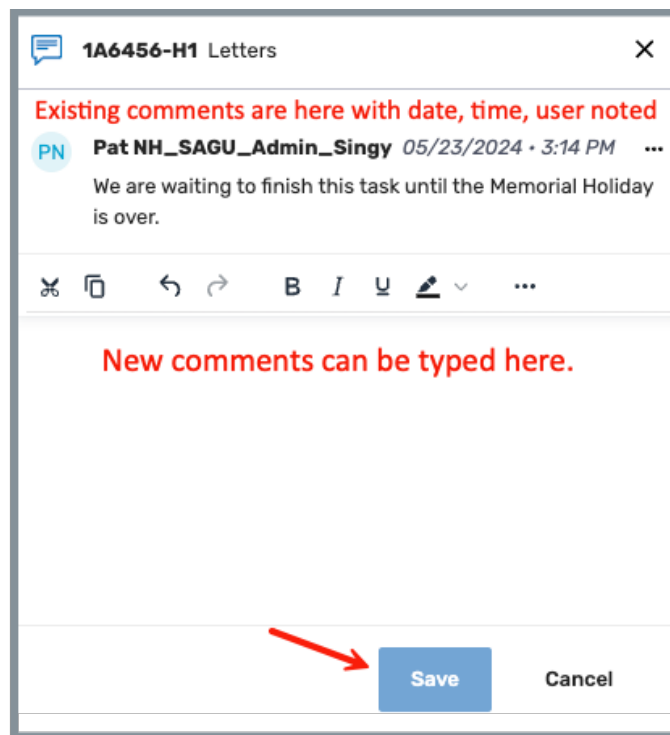 1A6456-H1 Letters
Existing comments are here with date, time, user noted
PN Pat NH_SAGU_Admin_Singy 05/23/2024 • 3:14 PM
We are waiting to finish this task until the Memorial Holiday
is over.
B I U
New comments can be typed here.
Save Cancel